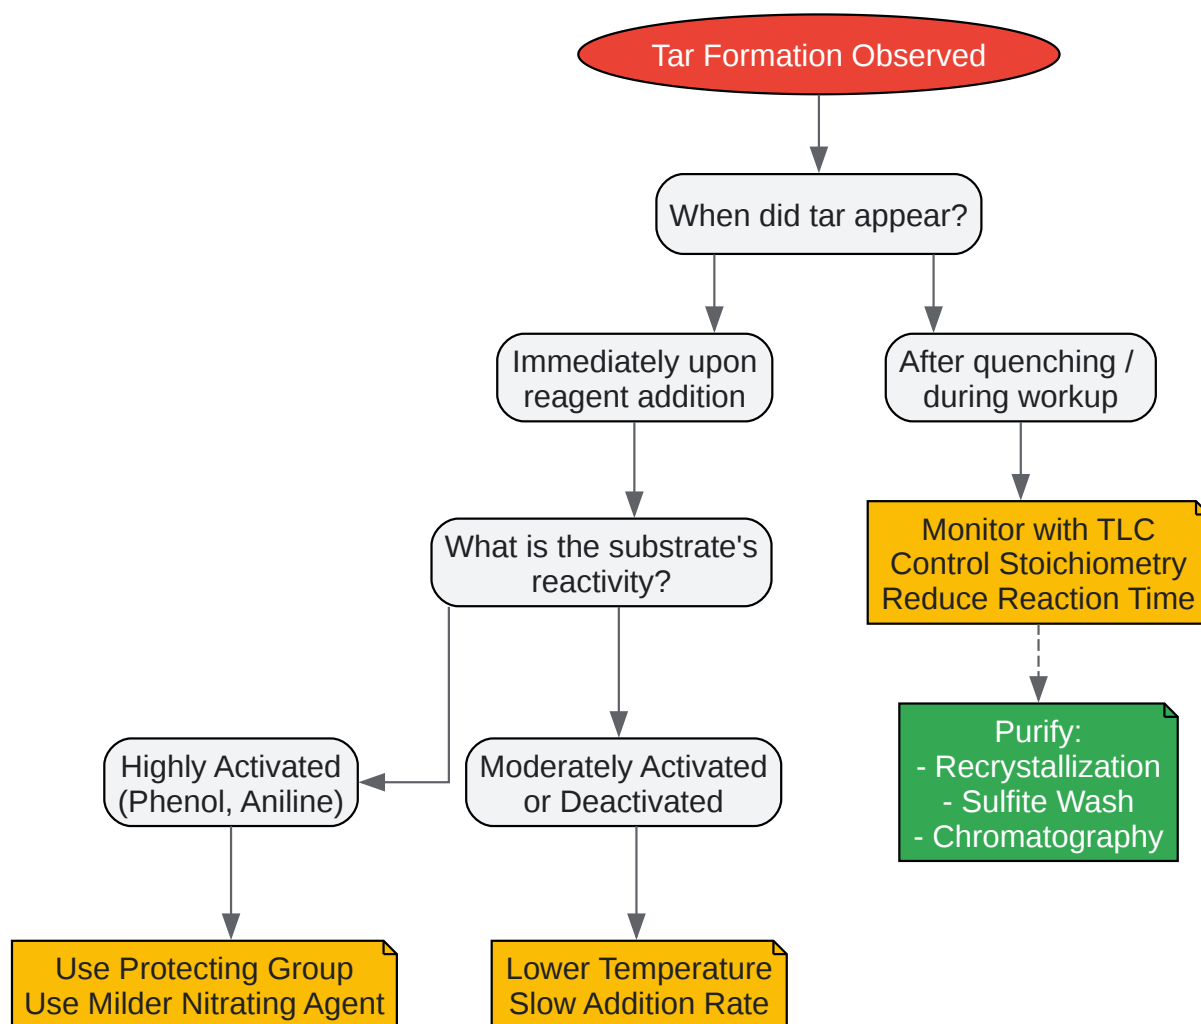 Tar Formation Observed
When did tar appear?
Immediately upon
reagent addition
After quenching /
during workup
What is the substrate's
reactivity?
Monitor with TLC
Control Stoichiometry
Reduce Reaction Time
Highly Activated
(Phenol, Aniline)
Moderately Activated
or Deactivated
Purify:
- Recrystallization
- Sulfite Wash
- Chromatography
Use Protecting Group
Use Milder Nitrating Agent
Lower Temperature
Slow Addition Rate